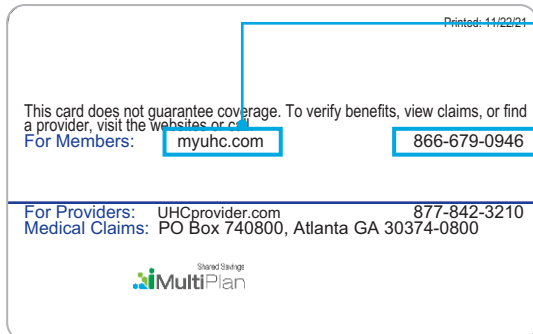 Printed: 11/22/21
This card does not guarantee coverage. To verify benefits, view claims, or find
a provider, visit the websites or call.
For Members: myuhc.com 866-679-0946
For Providers: UHCprovider.com 877-842-3210
Medical Claims: PO Box 740800, Atlanta GA 30374-0800
Shared Savings
MultiPlan